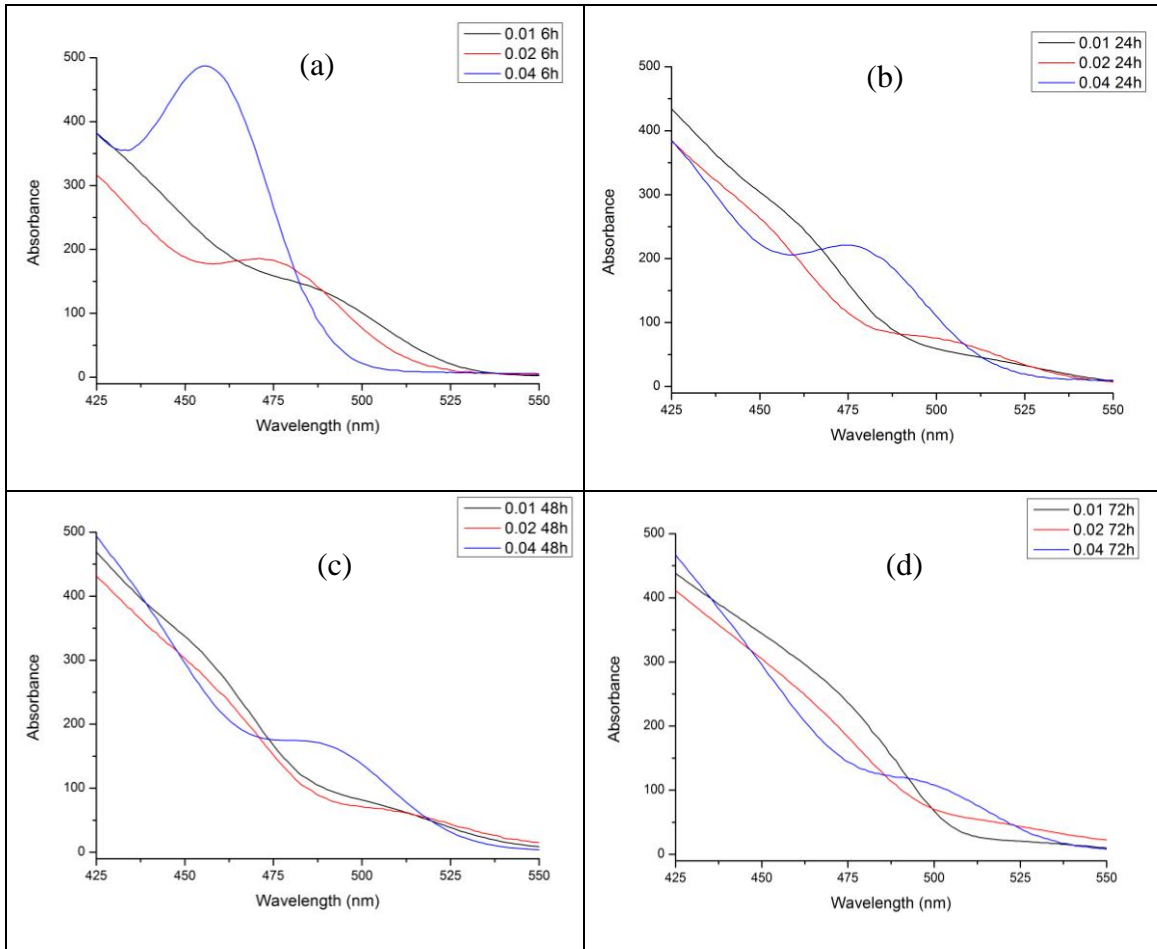 0.01 6h
0.02 6h
0.04 6h
(a)
500
400
300
200
100
0
Absorbance
425 450 475 500 525 550
Wavelength (nm)
0.01 24h
0.02 24h
0.04 24h
(b)
500
400
300
200
100
0
Absorbance
425 450 475 500 525 550
Wavelength (nm)
0.01 48h
0.02 48h
0.04 48h
(c)
500
400
300
200
100
0
Absorbance
425 450 475 500 525 550
Wavelength (nm)
0.01 72h
0.02 72h
0.04 72h
(d)
500
400
300
200
100
0
Absorbance
425 450 475 500 525 550
Wavelength (nm)